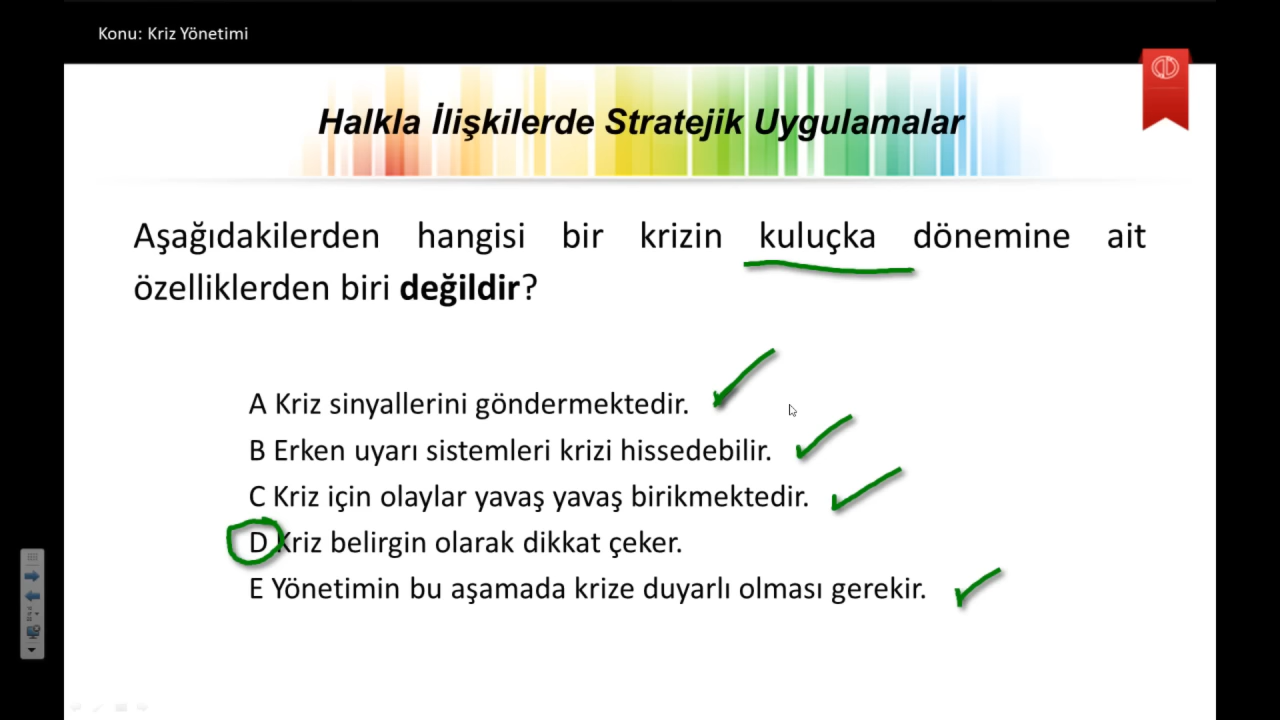 Konu: Kriz Yönetimi
Halkla İlişkilerde Stratejik Uygulamalar
Aşağıdakilerden hangisi bir krizin kuluçka dönemine ait
özelliklerden biri değildir?
A Kriz sinyallerini göndermektedir.
B Erken uyarı sistemleri krizi hissedebilir.
C Kriz için olaylar yavaş yavaş birikmektedir.
D Kriz belirgin olarak dikkat çeker.
E Yönetimin bu aşamada krize duyarlı olması gerekir.